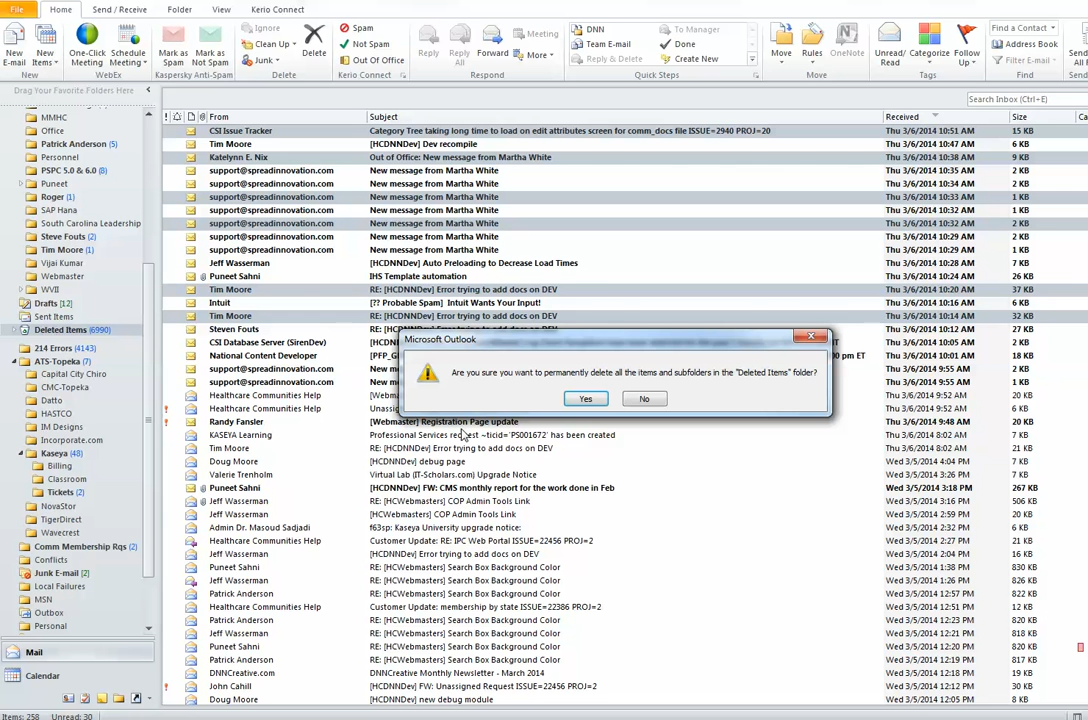 File Home Send / Receive Folder View Kerio Connect
New E-mail New Items New
One-Click Meeting Schedule Meeting WebEx
Mark as Spam Mark as Not Spam Kaspersky Anti-Spam
Ignore Clean Up Junk Delete Delete
Spam Not Spam Out Of Office Kerio Connect
Reply Reply All Forward Meeting More Respond
DNN Team E-mail Reply & Delete To Manager Done Create New Quick Steps
Move Rules OneNote Move
Unread/ Read Categorize Follow Up Tags
Find a Contact Address Book Filter E-mail Find
Send/ All F Send
Drag Your Favorite Folders Here
MMHC
Office
Patrick Anderson (5)
Personnel
PSPC 5.0 & 6.0 (8)
Puneet
Roger (1)
SAP Hana
South Carolina Leadership
Steve Fouts (2)
Tim Moore (1)
Vijai Kumar
Webmaster
WVII
Drafts [12]
Sent Items
Deleted Items (6990)
214 Errors (4143)
ATS-Topeka (7)
Capital City Chiro
CMC-Topeka
Datto
HASTCO
IM Designs
Incorporate.com
Kaseya (48)
Billing
Classroom
Tickets (2)
NovaStor
TigerDirect
Wavecrest
Comm Membership Rqs (2)
Conflicts
Junk E-mail [2]
Local Failures
MSN
Outbox
Personal
Mail
Calendar
Items: 258 Unread: 30
Search Inbox (Ctrl+E)
! From Subject Received Size Ca
CSI Issue Tracker Category Tree taking long time to load on edit attributes screen for comm_docs file ISSUE=2940 PROJ=20 Thu 3/6/2014 10:51 AM 15 KB
Tim Moore [HCDNNDev] Dev recompile Thu 3/6/2014 10:47 AM 6 KB
Katelynn E. Nix Out of Office: New message from Martha White Thu 3/6/2014 10:38 AM 9 KB
support@spreadinnovation.com New message from Martha White Thu 3/6/2014 10:35 AM 2 KB
support@spreadinnovation.com New message from Martha White Thu 3/6/2014 10:34 AM 2 KB
support@spreadinnovation.com New message from Martha White Thu 3/6/2014 10:33 AM 1 KB
support@spreadinnovation.com New message from Martha White Thu 3/6/2014 10:33 AM 2 KB
support@spreadinnovation.com New message from Martha White Thu 3/6/2014 10:32 AM 1 KB
support@spreadinnovation.com New message from Martha White Thu 3/6/2014 10:30 AM 2 KB
support@spreadinnovation.com New message from Martha White Thu 3/6/2014 10:29 AM 1 KB
Jeff Wasserman [HCDNNDev] Auto Preloading to Decrease Load Times Thu 3/6/2014 10:28 AM 7 KB
Puneet Sahni IHS Template automation Thu 3/6/2014 10:24 AM 26 KB
Tim Moore RE: [HCDNNDev] Error trying to add docs on DEV Thu 3/6/2014 10:20 AM 37 KB
Intuit [?? Probable Spam] Intuit Wants Your Input! Thu 3/6/2014 10:16 AM 37 KB
Tim Moore RE: [HCDNNDev] Error trying to add docs on DEV Thu 3/6/2014 10:14 AM 32 KB
Steven Fouts RE: [HCDNNDev] Error trying to add docs on DEV Thu 3/6/2014 10:12 AM 27 KB
CSI Database Server (SirenDev) [HCDN Thu 3/6/2014 10:02 AM 14 KB
National Content Developer [PFP_G pm ET Thu 3/6/2014 10:01 AM 18 KB
support@spreadinnovation.com New m Thu 3/6/2014 9:55 AM 2 KB
support@spreadinnovation.com New m Thu 3/6/2014 9:55 AM 2 KB
Healthcare Communities Help Custom Thu 3/6/2014 9:52 AM 20 KB
Healthcare Communities Help Unassig Thu 3/6/2014 9:52 AM 7 KB
Randy Fansler [Webmaster] Registration Page update Thu 3/6/2014 9:48 AM 20 KB
KASEYA Learning Professional Services request ~ticid='PS001672' has been created Thu 3/6/2014 8:02 AM 7 KB
Tim Moore RE: [HCDNNDev] Error trying to add docs on DEV Thu 3/6/2014 8:02 AM 21 KB
Doug Moore [HCDNNDev] debug page Wed 3/5/2014 4:04 PM 7 KB
Valerie Trenholm Virtual Lab (IT-Scholars.com) Upgrade Notice Wed 3/5/2014 3:36 PM 7 KB
Puneet Sahni [HCDNNDev] FW: CMS monthly report for the work done in Feb Wed 3/5/2014 3:18 PM 267 KB
Jeff Wasserman RE: [HCWebmasters] COP Admin Tools Link Wed 3/5/2014 3:16 PM 506 KB
Jeff Wasserman [HCWebmasters] COP Admin Tools Link Wed 3/5/2014 2:59 PM 20 KB
Admin Dr. Masoud Sadjadi f63sp: Kaseya University upgrade notice: Wed 3/5/2014 2:32 PM 11 KB
Healthcare Communities Help Customer Update: RE: IPC Web Portal ISSUE=22456 PROJ=2 Wed 3/5/2014 2:27 PM 21 KB
Jeff Wasserman [HCDNNDev] Error trying to add docs on DEV Wed 3/5/2014 2:04 PM 16 KB
Puneet Sahni RE: [HCWebmasters] Search Box Background Color Wed 3/5/2014 1:38 PM 830 KB
Jeff Wasserman RE: [HCWebmasters] Search Box Background Color Wed 3/5/2014 1:26 PM 826 KB
Patrick Anderson RE: [HCWebmasters] Search Box Background Color Wed 3/5/2014 12:57 PM 822 KB
Healthcare Communities Help Customer Update: membership by state ISSUE=22386 PROJ=2 Wed 3/5/2014 12:51 PM 12 KB
Patrick Anderson RE: [HCWebmasters] Search Box Background Color Wed 3/5/2014 12:23 PM 820 KB
Jeff Wasserman RE: [HCWebmasters] Search Box Background Color Wed 3/5/2014 12:21 PM 818 KB
Puneet Sahni RE: [HCWebmasters] Search Box Background Color Wed 3/5/2014 12:20 PM 820 KB
Patrick Anderson RE: [HCWebmasters] Search Box Background Color Wed 3/5/2014 12:19 PM 817 KB
DNNCreative.com DNNCreative Monthly Newsletter - March 2014 Wed 3/5/2014 12:18 PM 19 KB
John Cahill [HCDNNDev] FW: Unassigned Request ISSUE=22456 PROJ=2 Wed 3/5/2014 12:12 PM 30 KB
Doug Moore [HCDNNDev] new debug module Wed 3/5/2014 12:05 PM 8 KB
Microsoft Outlook
Are you sure you want to permanently delete all the items and subfolders in the "Deleted Items" folder?
Yes No